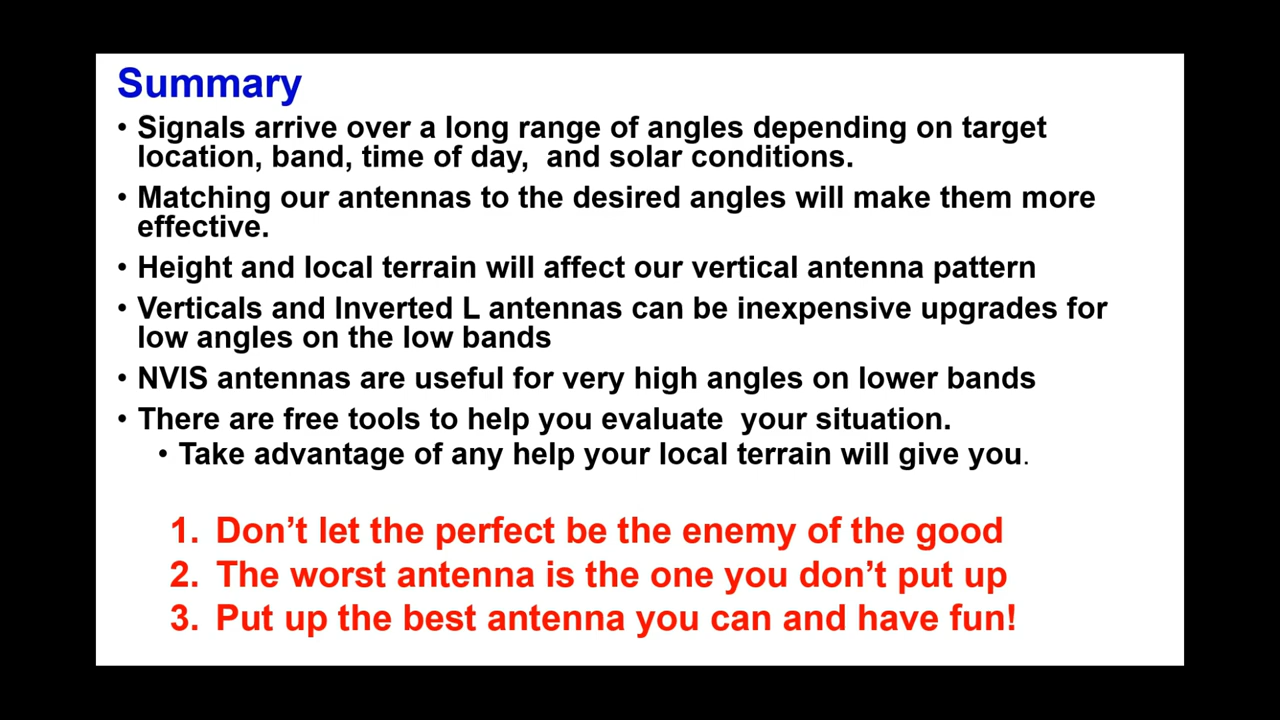 Summary
• Signals arrive over a long range of angles depending on target
location, band, time of day,  and solar conditions.
• Matching our antennas to the desired angles will make them more
effective.
• Height and local terrain will affect our vertical antenna pattern
• Verticals and Inverted L antennas can be inexpensive upgrades for
low angles on the low bands
• NVIS antennas are useful for very high angles on lower bands
• There are free tools to help you evaluate  your situation.
• Take advantage of any help your local terrain will give you.
1. Don’t let the perfect be the enemy of the good
2. The worst antenna is the one you don’t put up
3. Put up the best antenna you can and have fun!